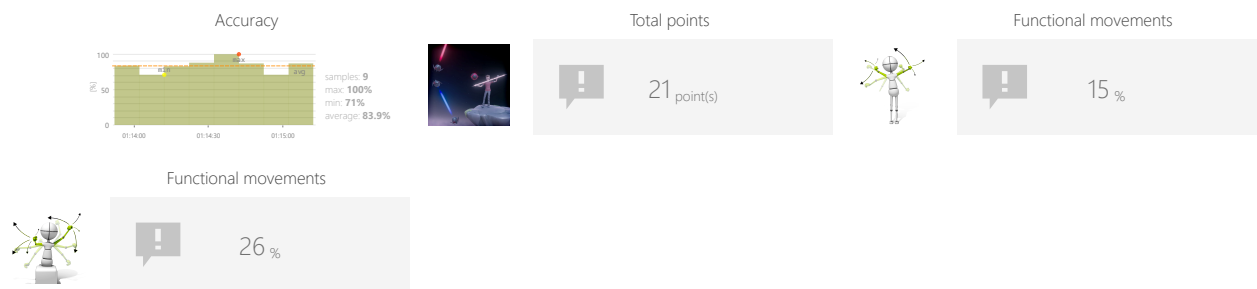 Accuracy
100
max
min
avg
[%]
50
0
01:14:00
01:14:30
01:15:00
samples: 9
max: 100%
min: 71%
average: 83.9%
Total points
21 point(s)
Functional movements
15 %
Functional movements
26 %